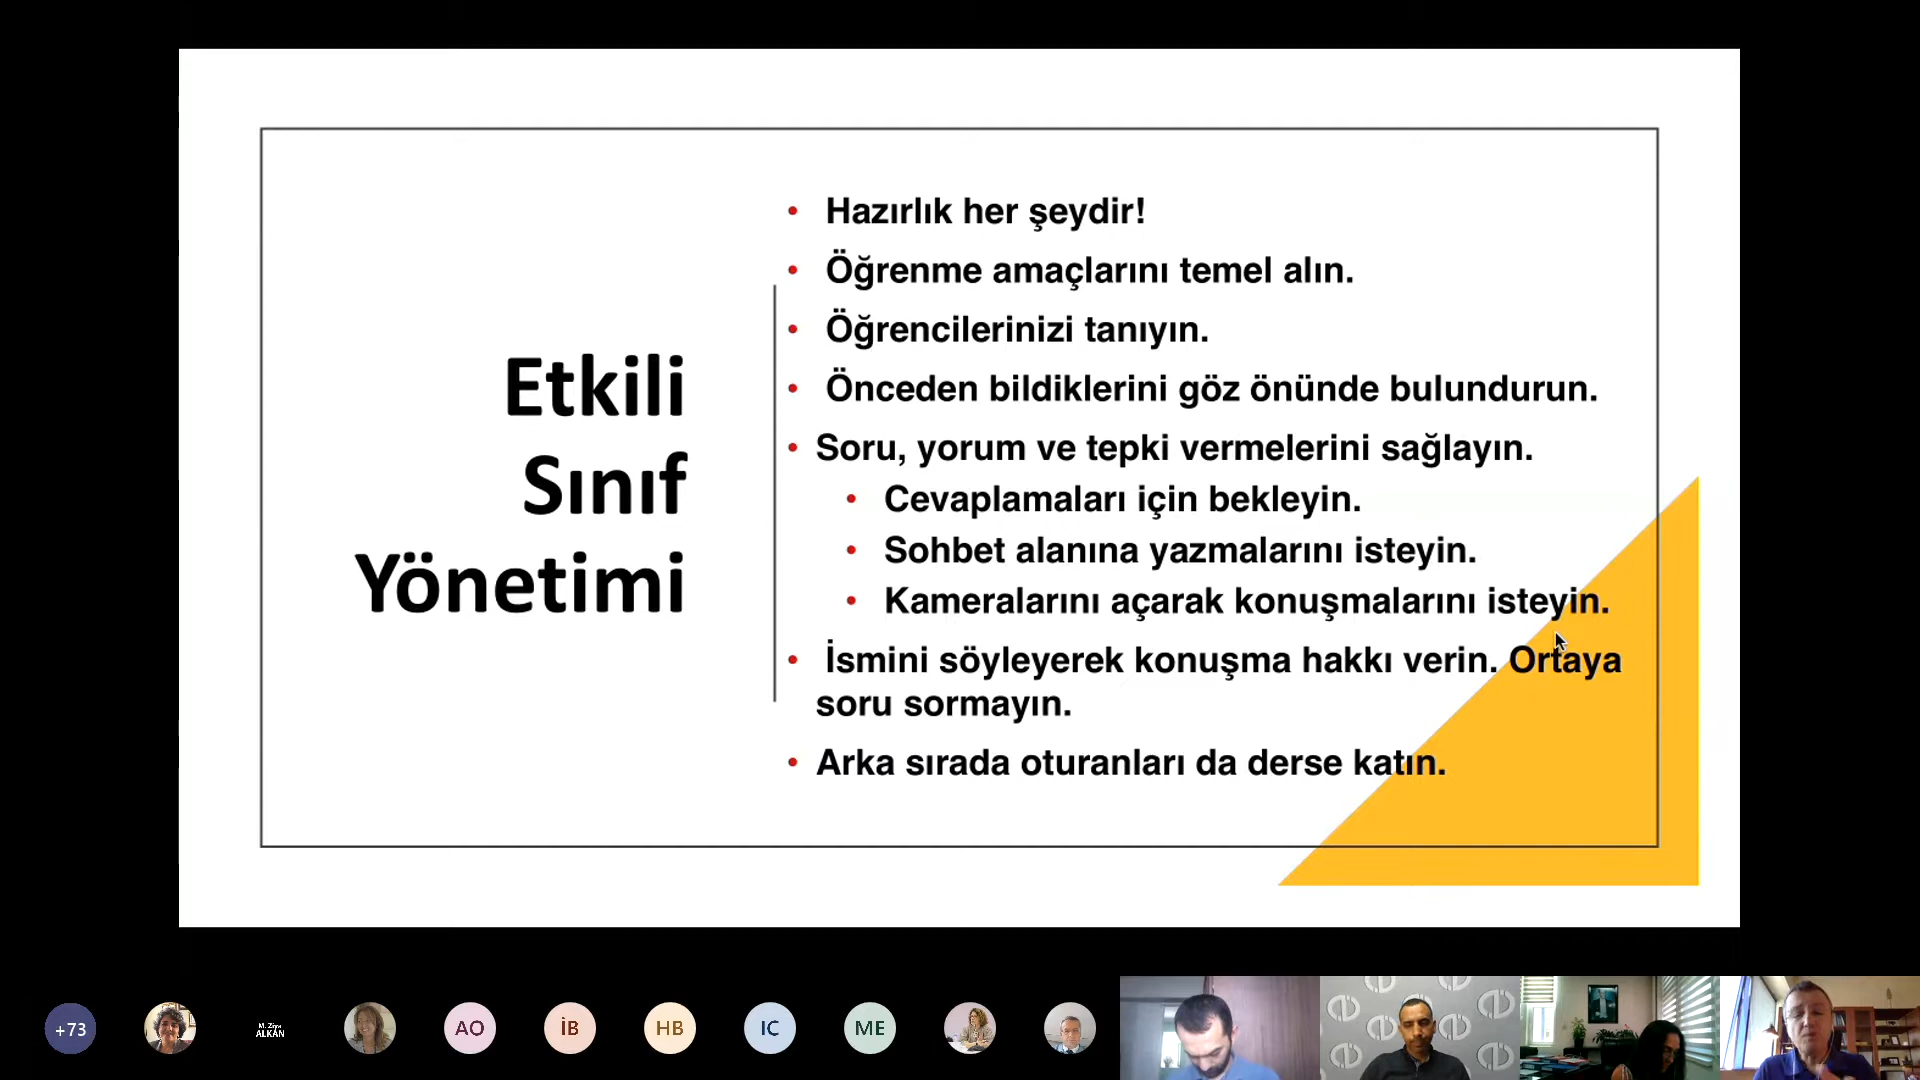 Etkili
Sınıf
Yönetimi
Hazırlık her şeydir!
Öğrenme amaçlarını temel alın.
Öğrencilerinizi tanıyın.
Önceden bildiklerini göz önünde bulundurun.
Soru, yorum ve tepki vermelerini sağlayın.
Cevaplamaları için bekleyin.
Sohbet alanına yazmalarını isteyin.
Kameralarını açarak konuşmalarını isteyin.
İsmini söyleyerek konuşma hakkı verin. Ortaya
soru sormayın.
Arka sırada oturanları da derse katın.
+73
M. Ziya
ALKAN
AO
İB
HB
IC
ME